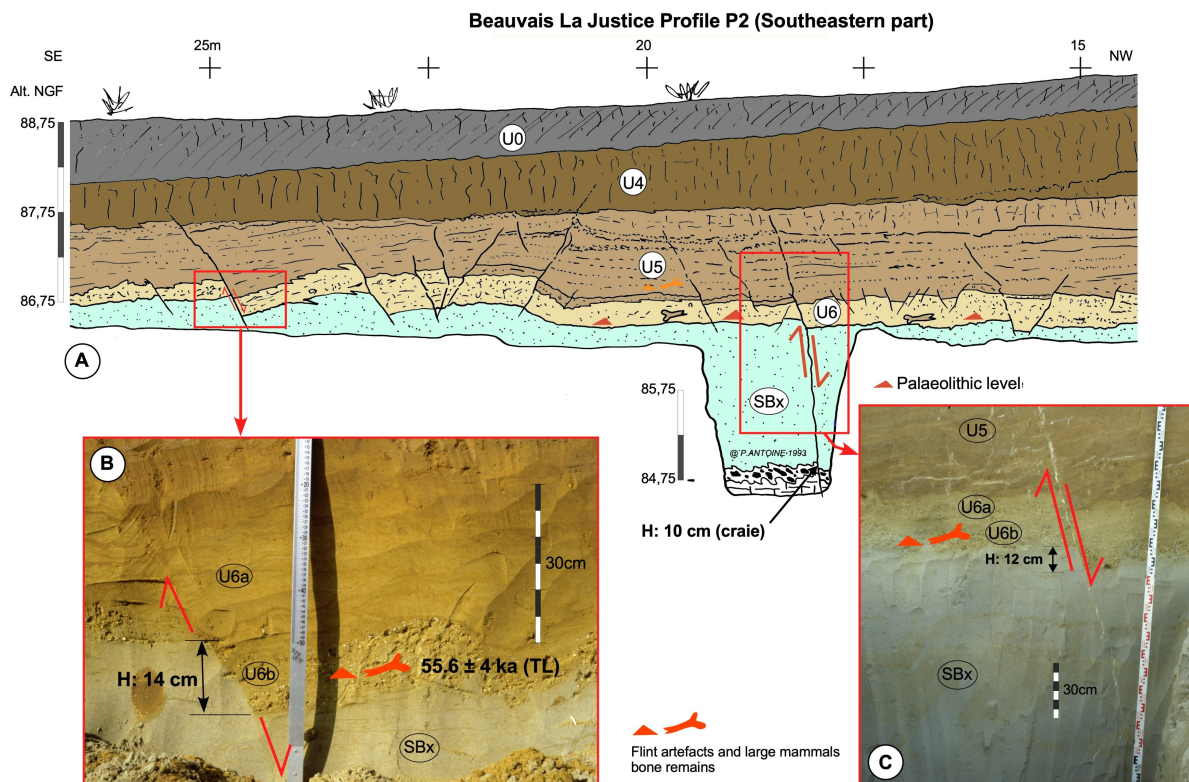 Beauvais La Justice Profile P2 (Southeastern part)
SE
25m
20
15
NW
Alt. NGF
88,75
87,75
86,75
U0
U4
U5
U6
A
85,75
84,75
SBx
@ P.ANTOINE-1993
H: 10 cm (craie)
Palaeolithic level
B
U6a
30cm
H: 14 cm
U6b
55.6 ± 4 ka (TL)
SBx
Flint artefacts and large mammals
bone remains
U5
U6a
U6b
H: 12 cm
SBx
30cm
C